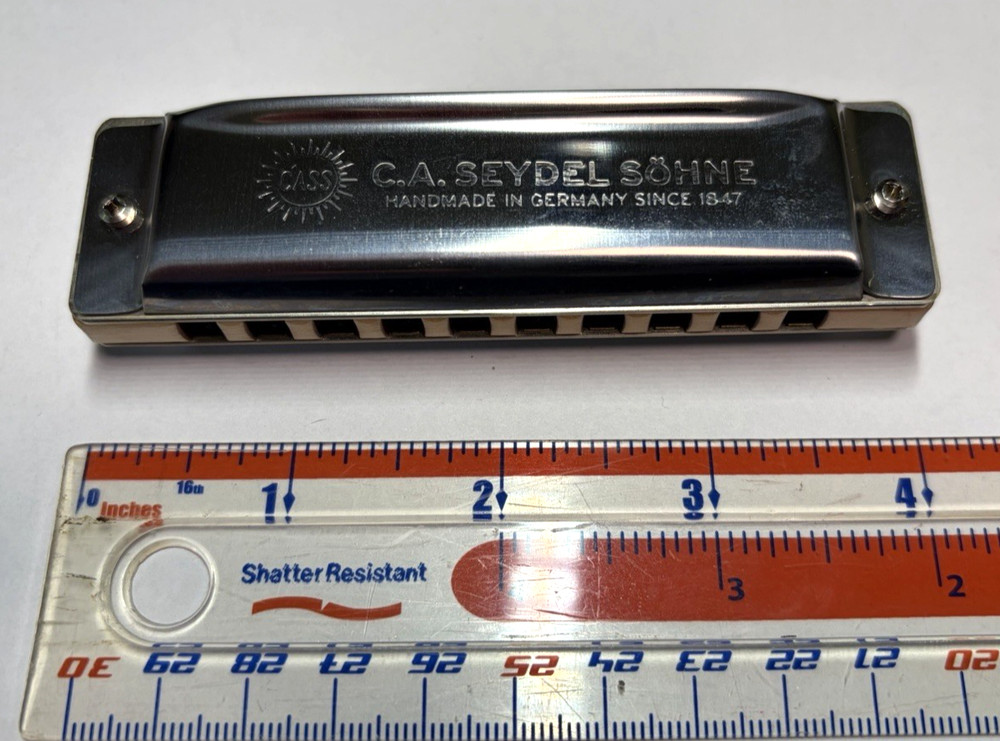 CASS
C.A. SEYDEL SÖHNE
HANDMADE IN GERMANY SINCE 1847
0 1 2 3 4
Inches 16th
Shatter Resistant
3 2
30 29 28 27 26 25 24 23 22 21 20